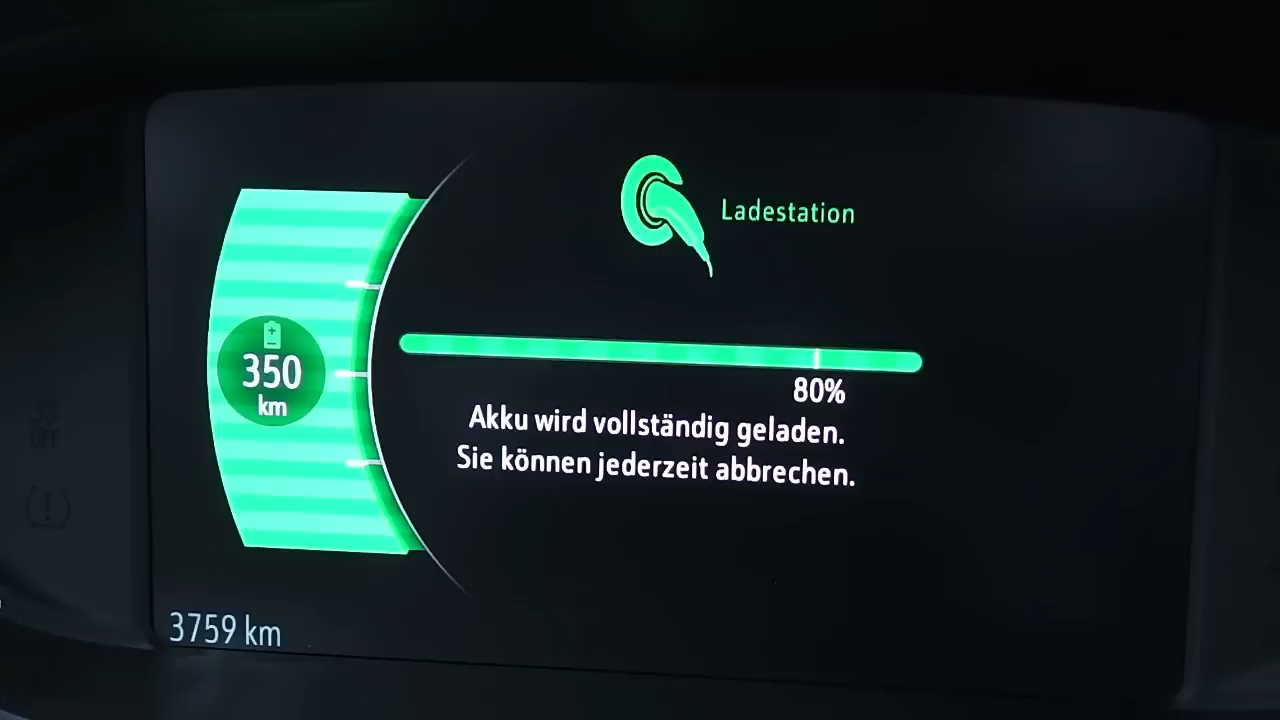 Ladestation
350
km
80%
Akku wird vollständig geladen.
Sie können jederzeit abbrechen.
3759 km